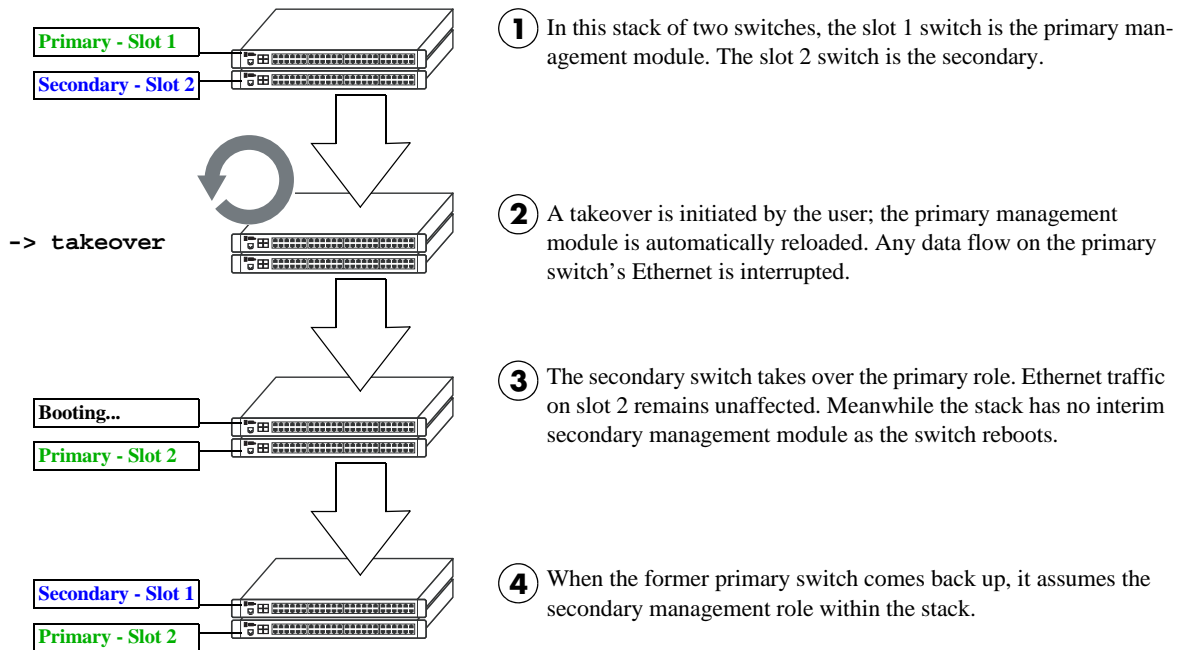 Primary - Slot 1
Secondary - Slot 2
1 In this stack of two switches, the slot 1 switch is the primary man-
agement module. The slot 2 switch is the secondary.
-> takeover
2 A takeover is initiated by the user; the primary management
module is automatically reloaded. Any data flow on the primary
switch’s Ethernet is interrupted.
Booting...
Primary - Slot 2
3 The secondary switch takes over the primary role. Ethernet traffic
on slot 2 remains unaffected. Meanwhile the stack has no interim
secondary management module as the switch reboots.
Secondary - Slot 1
Primary - Slot 2
4 When the former primary switch comes back up, it assumes the
secondary management role within the stack.